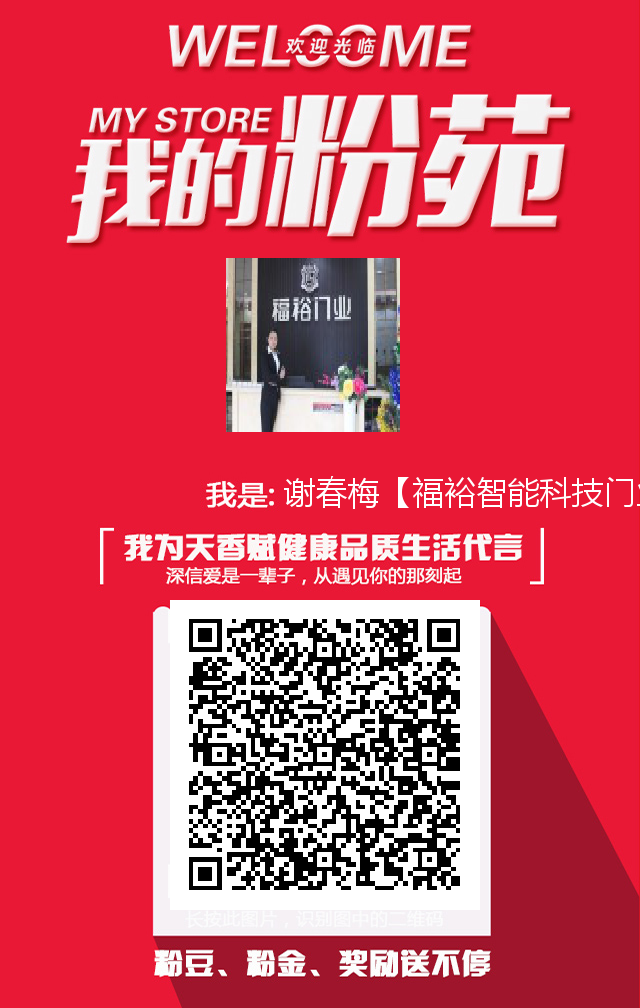 WELCOME
欢迎光临
MY STORE
我的粉苑
福裕门业
我是: 谢春梅【福裕智能科技门业
我为天香赋健康品质生活代言
深信爱是一辈子，从遇见你的那刻起
长按此图片，识别图中的二维码
粉豆、粉金、奖励送不停